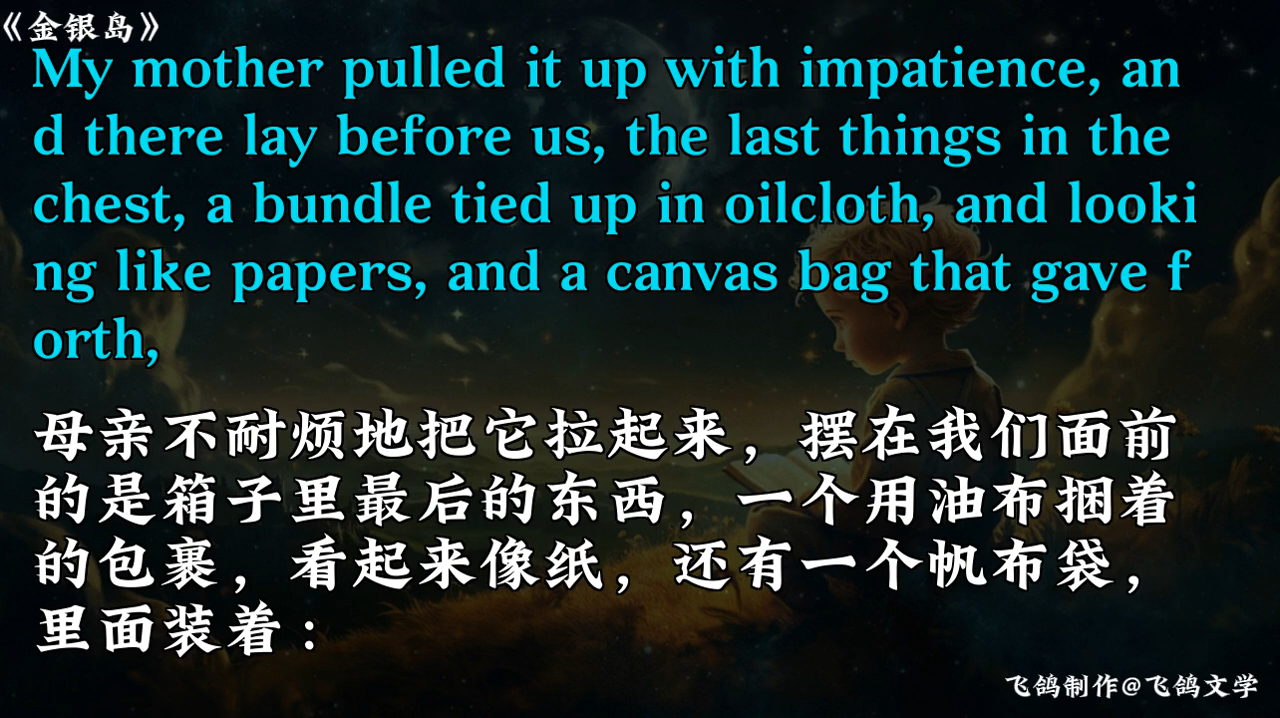 《金银岛》
My mother pulled it up with impatience, an
d there lay before us, the last things in the
chest, a bundle tied up in oilcloth, and looki
ng like papers, and a canvas bag that gave f
orth,
母亲不耐烦地把它拉起来，摆在我们面前
的是箱子里最后的东西，一个用油布捆着
的包裹，看起来像纸，还有一个帆布袋，
里面装着：
飞鸽制作@飞鸽文学